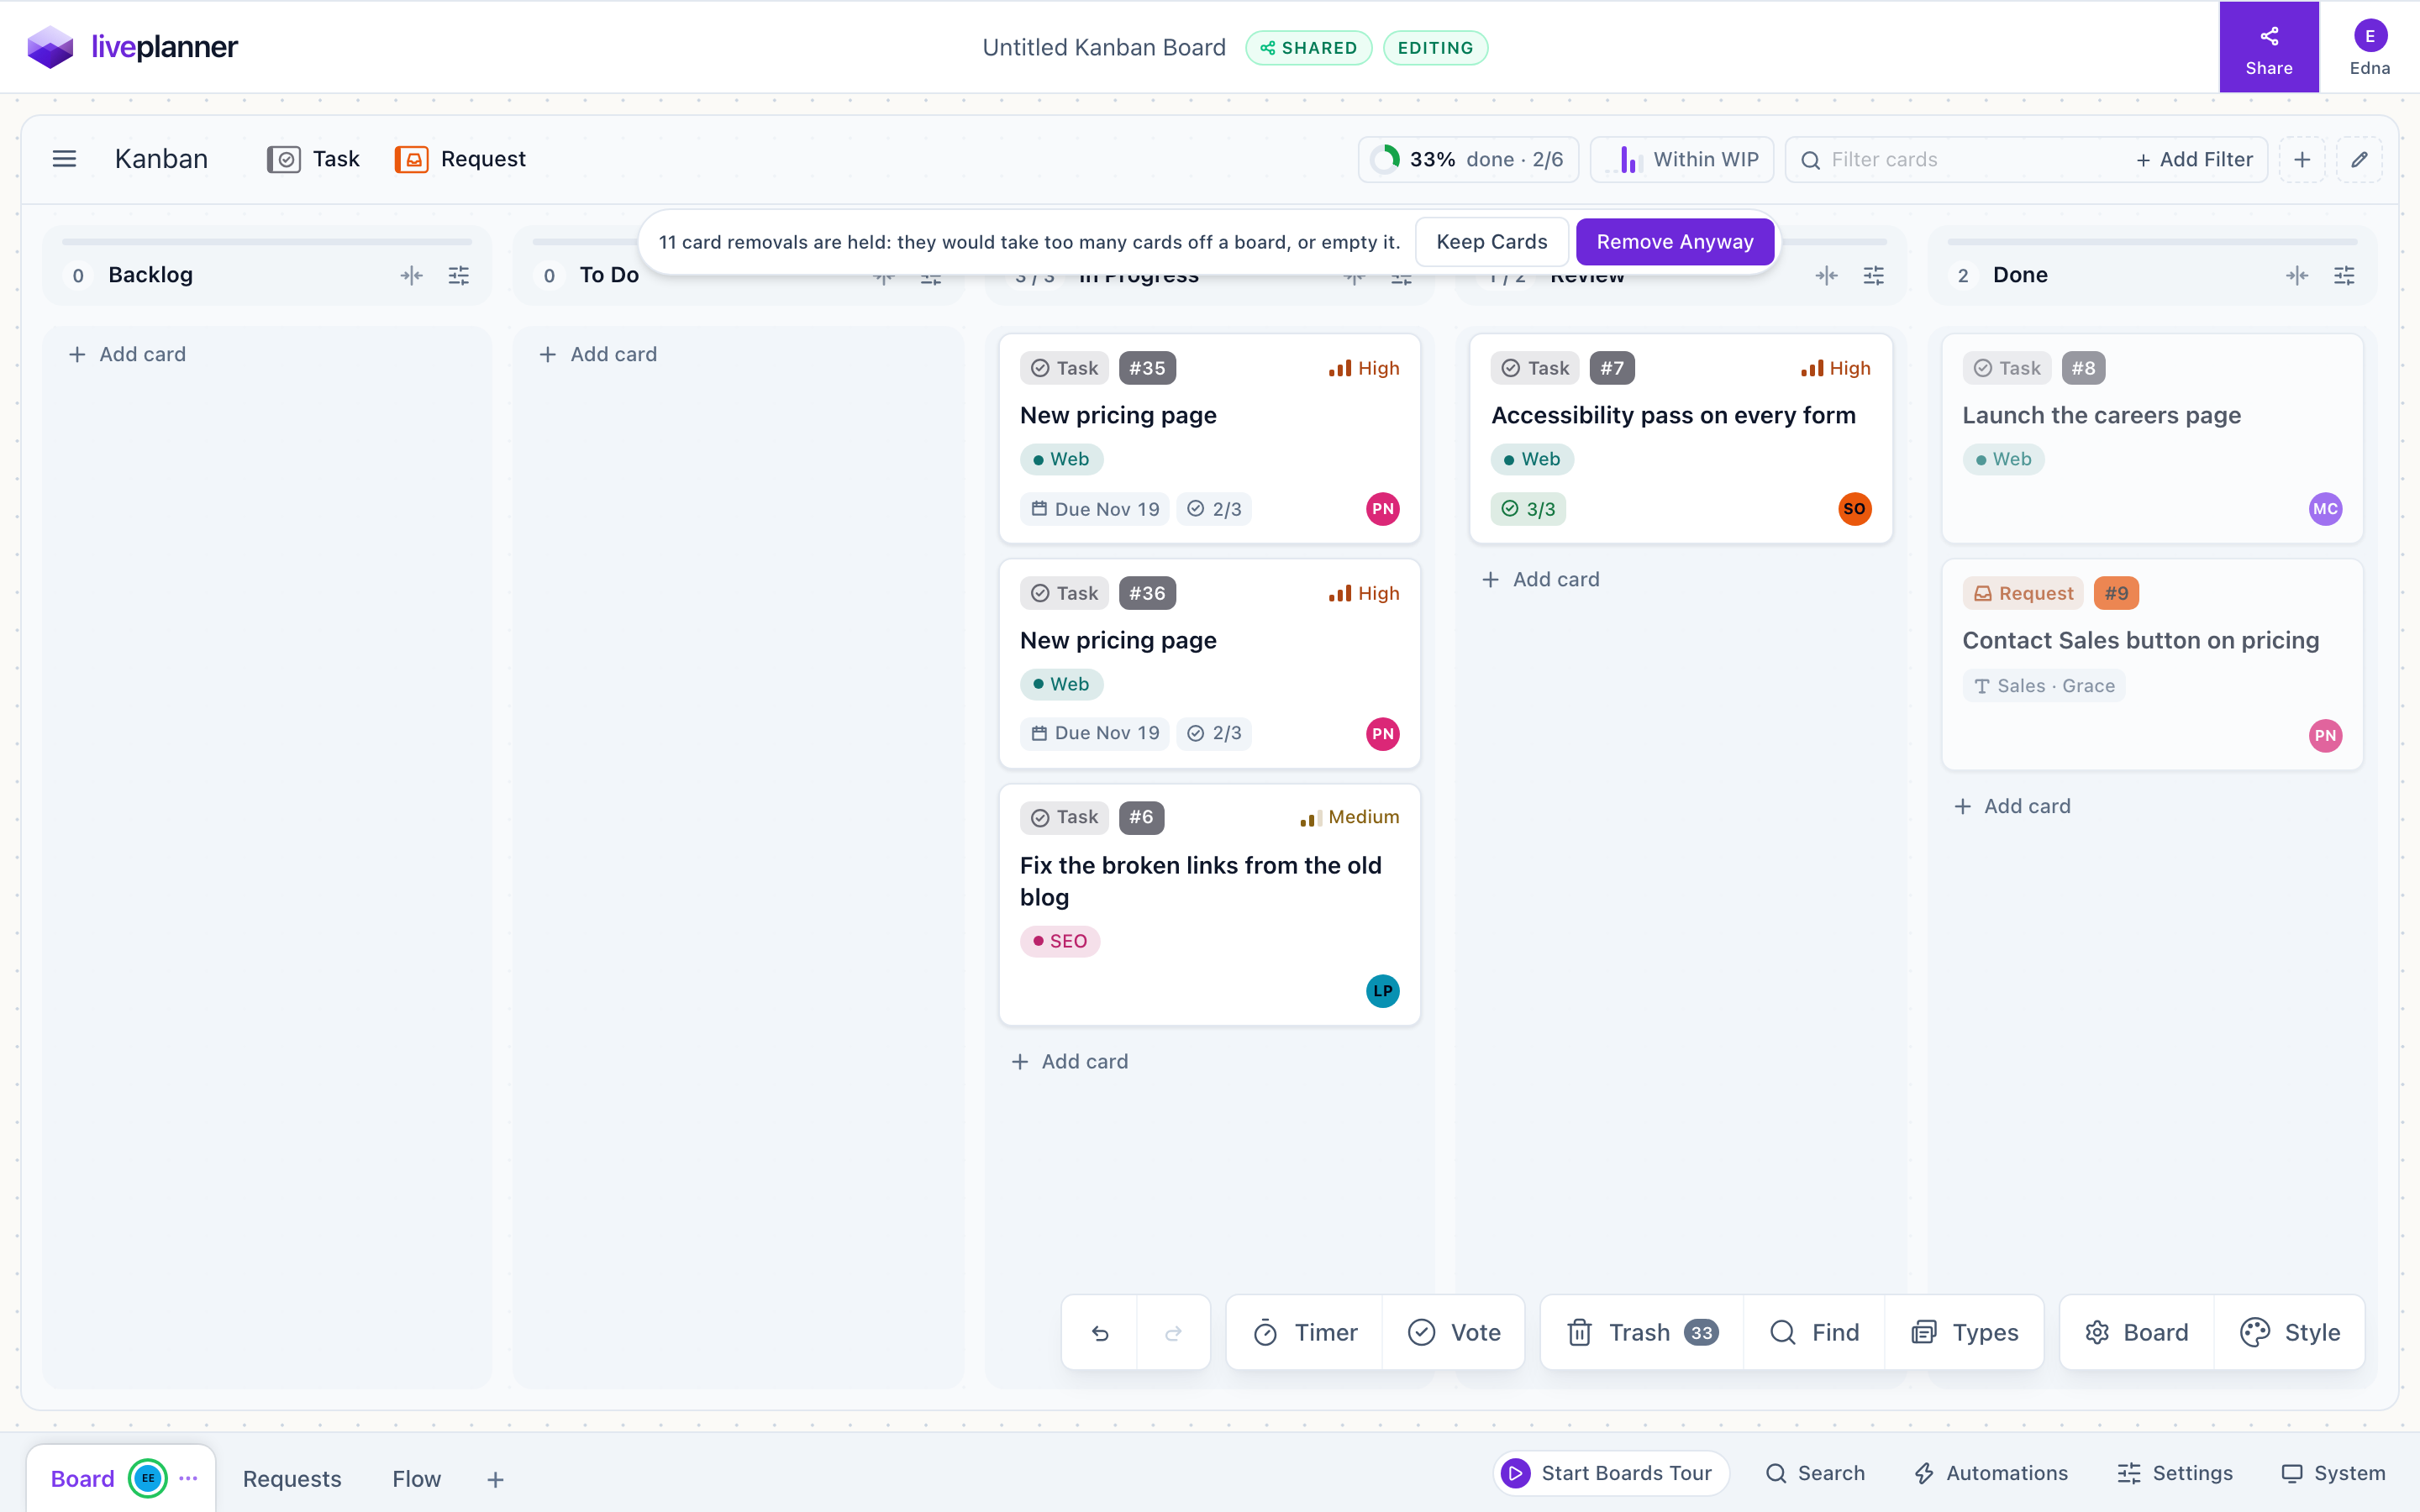 liveplanner
Untitled Kanban Board
SHARED
EDITING
Share
E
Edna
Kanban
Task
Request
33% done · 2/6
Within WIP
Filter cards
+ Add Filter
11 card removals are held: they would take too many cards off a board, or empty it.
Keep Cards
Remove Anyway
0 Backlog
0 To Do
3 / 3 In Progress
1 / 2 Review
2 Done
+ Add card
+ Add card
Task #35 High
New pricing page
Web
Due Nov 19 2/3 PN
Task #36 High
New pricing page
Web
Due Nov 19 2/3 PN
Task #6 Medium
Fix the broken links from the old
blog
SEO
LP
+ Add card
Task #7 High
Accessibility pass on every form
Web
3/3 SO
+ Add card
Task #8
Launch the careers page
Web
MC
Request #9
Contact Sales button on pricing
Sales · Grace
PN
+ Add card
Timer
Vote
Trash 33
Find
Types
Board
Style
Board EE
Requests
Flow
Start Boards Tour
Search
Automations
Settings
System